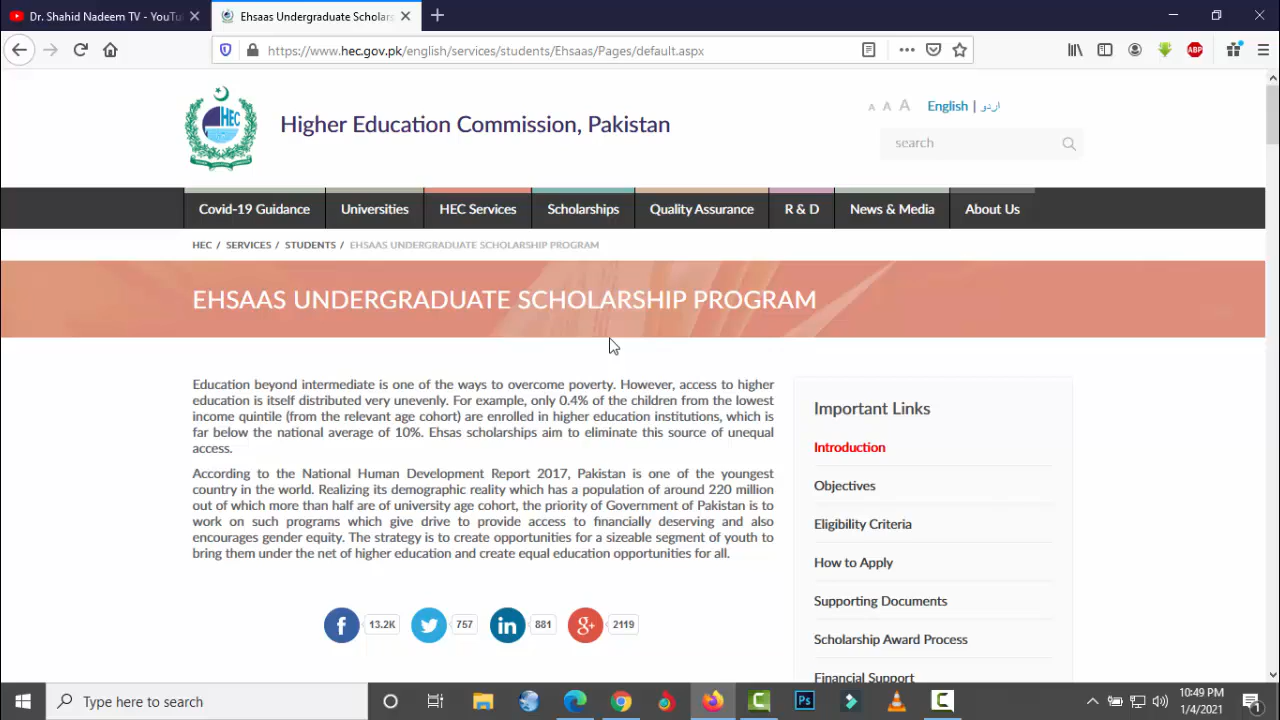 Dr. Shahid Nadeem TV - YouTu
Ehsaas Undergraduate Scholars
https://www.hec.gov.pk/english/services/students/Ehsaas/Pages/default.aspx
ABP
HEC
Higher Education Commission, Pakistan
A A A English | اردو
search
Covid-19 Guidance Universities HEC Services Scholarships Quality Assurance R & D News & Media About Us
HEC / SERVICES / STUDENTS / EHSAAS UNDERGRADUATE SCHOLARSHIP PROGRAM
EHSAAS UNDERGRADUATE SCHOLARSHIP PROGRAM
Education beyond intermediate is one of the ways to overcome poverty. However, access to higher
education is itself distributed very unevenly. For example, only 0.4% of the children from the lowest
income quintile (from the relevant age cohort) are enrolled in higher education institutions, which is
far below the national average of 10%. Ehsas scholarships aim to eliminate this source of unequal
access.
According to the National Human Development Report 2017, Pakistan is one of the youngest
country in the world. Realizing its demographic reality which has a population of around 220 million
out of which more than half are of university age cohort, the priority of Government of Pakistan is to
work on such programs which give drive to provide access to financially deserving and also
encourages gender equity. The strategy is to create opportunities for a sizeable segment of youth to
bring them under the net of higher education and create equal education opportunities for all.
13.2K 757 in 881 g+ 2119
Important Links
Introduction
Objectives
Eligibility Criteria
How to Apply
Supporting Documents
Scholarship Award Process
Financial Support
Type here to search
Ps
10:49 PM
1/4/2021
1